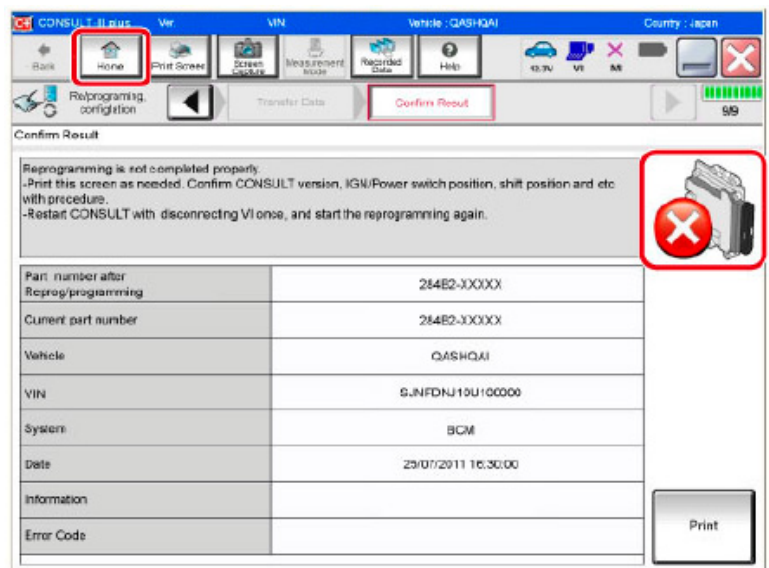 CONSULT-III plus Ver. VIN: Vehicle : QASHQAI Country : Japan
Back Home Print Screen Screen Capture Measurement Mode Recorded Data Help 12.7V VI MI
Re/programing, configlation Transfer Data Confirm Result 9/9
Confirm Result
Reprogramming is not completed properly.
-Print this screen as needed. Confirm CONSULT version, IGN/Power switch position, shift position and etc
with procedure.
-Restart CONSULT with disconnecting VI once, and start the reprogramming again.
Part number after
Reprog/programming
284B2-XXXXX
Current part number 284B2-XXXXX
Vehicle QASHQAI
VIN SJNFDNJ10U100000
System BCM
Date 25/07/2011 16:30:00
Information
Error Code
Print